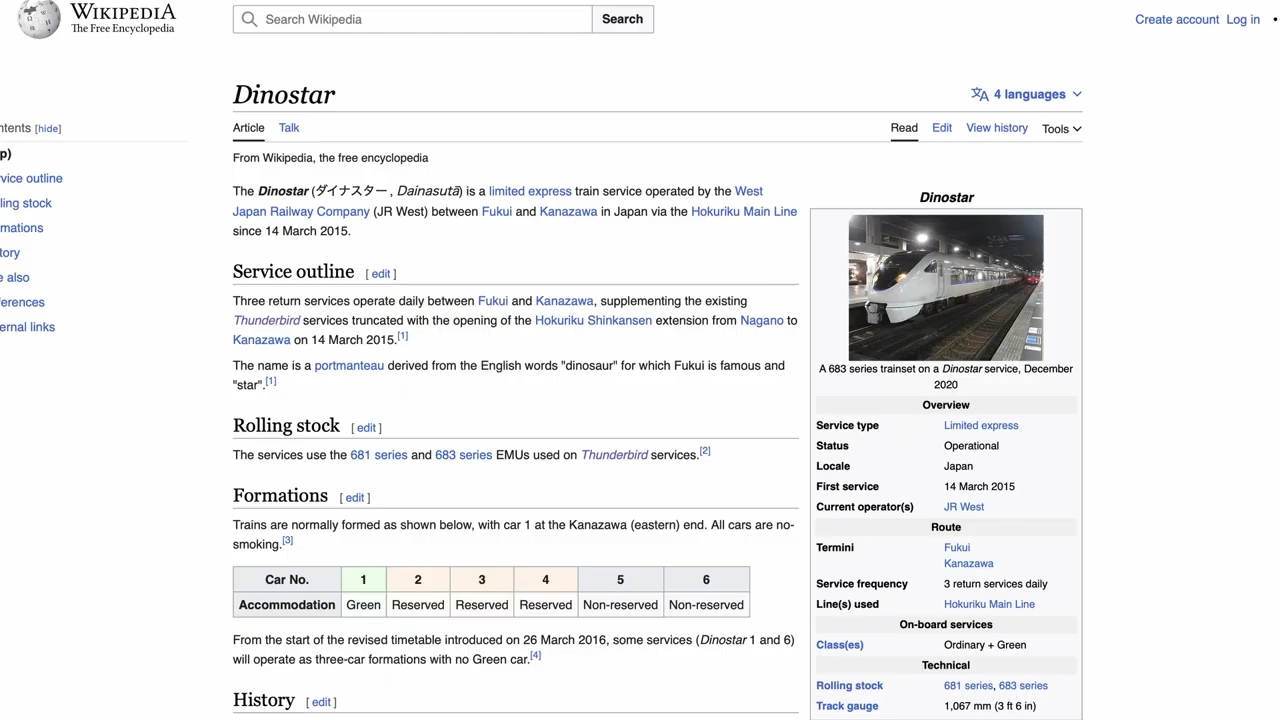 WIKIPEDIA
The Free Encyclopedia
Search Wikipedia
Search
Create account Log in
Dinostar
4 languages
ntents [hide]
Article Talk
Read Edit View history Tools
p)
From Wikipedia, the free encyclopedia
rvice outline
ling stock
mations
tory
e also
ferences
ernal links
The Dinostar (ダイナスター, Dainasutā) is a limited express train service operated by the West
Japan Railway Company (JR West) between Fukui and Kanazawa in Japan via the Hokuriku Main Line
since 14 March 2015.
Service outline [ edit ]
Three return services operate daily between Fukui and Kanazawa, supplementing the existing
Thunderbird services truncated with the opening of the Hokuriku Shinkansen extension from Nagano to
Kanazawa on 14 March 2015.[1]
The name is a portmanteau derived from the English words "dinosaur" for which Fukui is famous and
"star".[1]
Rolling stock [ edit ]
The services use the 681 series and 683 series EMUs used on Thunderbird services.[2]
Formations [ edit ]
Trains are normally formed as shown below, with car 1 at the Kanazawa (eastern) end. All cars are no-
smoking.[3]
Car No. 1 2 3 4 5 6
Accommodation Green Reserved Reserved Reserved Non-reserved Non-reserved
From the start of the revised timetable introduced on 26 March 2016, some services (Dinostar 1 and 6)
will operate as three-car formations with no Green car.[4]
History [ edit ]
Dinostar
A 683 series trainset on a Dinostar service, December
2020
Overview
Service type Limited express
Status Operational
Locale Japan
First service 14 March 2015
Current operator(s) JR West
Route
Termini Fukui
Kanazawa
Service frequency 3 return services daily
Line(s) used Hokuriku Main Line
On-board services
Class(es) Ordinary + Green
Technical
Rolling stock 681 series, 683 series
Track gauge 1,067 mm (3 ft 6 in)